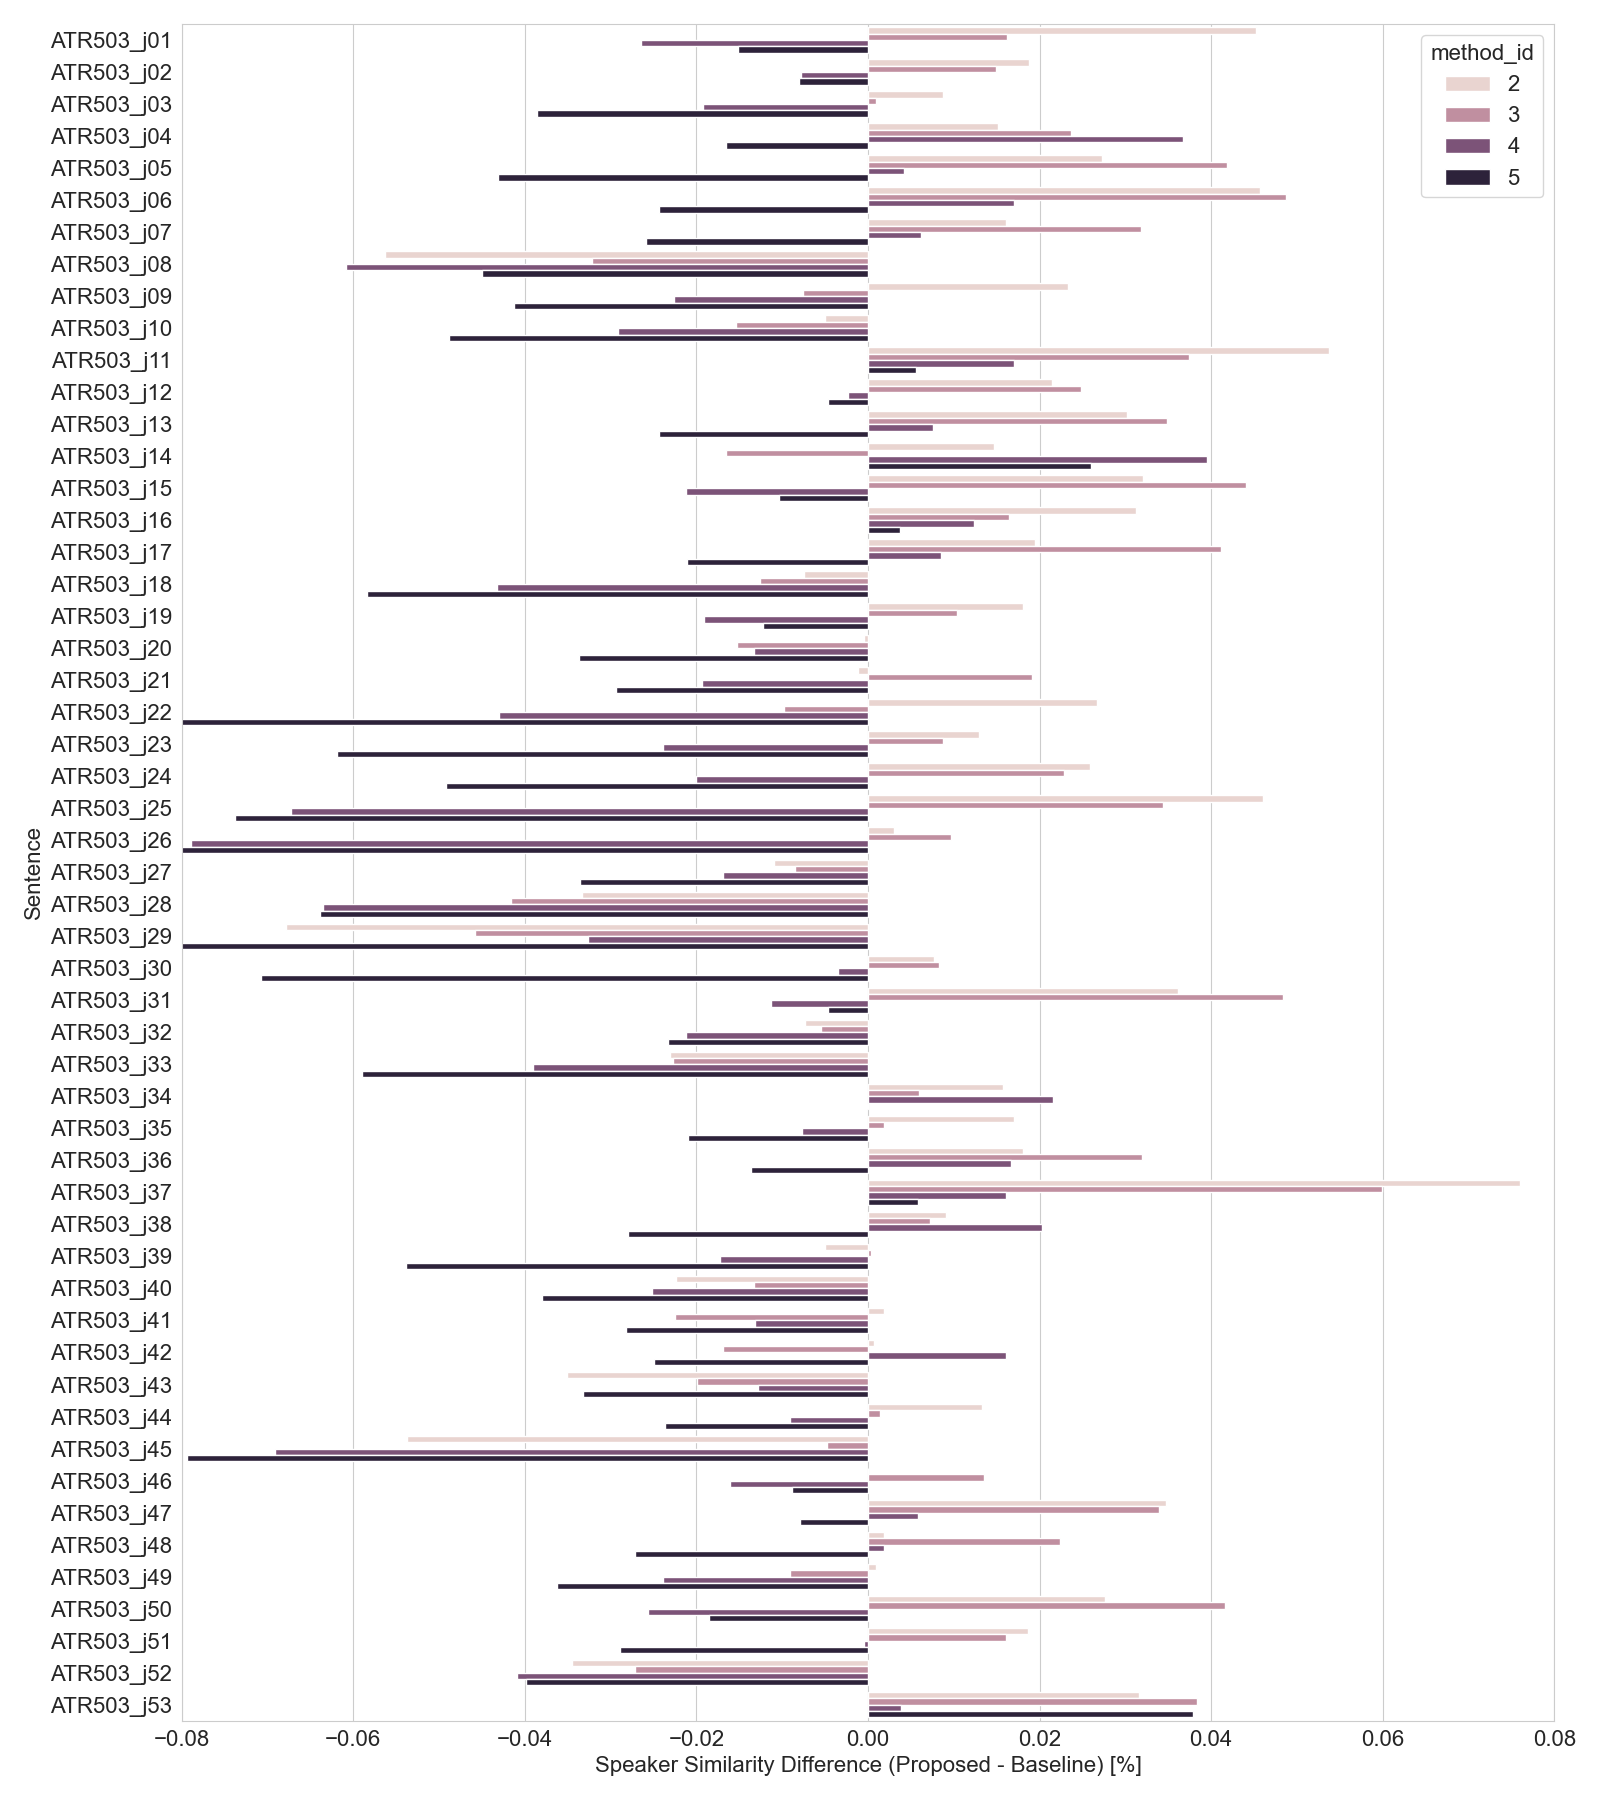 method_id
2
3
4
5
Sentence
ATR503_j01
ATR503_j02
ATR503_j03
ATR503_j04
ATR503_j05
ATR503_j06
ATR503_j07
ATR503_j08
ATR503_j09
ATR503_j10
ATR503_j11
ATR503_j12
ATR503_j13
ATR503_j14
ATR503_j15
ATR503_j16
ATR503_j17
ATR503_j18
ATR503_j19
ATR503_j20
ATR503_j21
ATR503_j22
ATR503_j23
ATR503_j24
ATR503_j25
ATR503_j26
ATR503_j27
ATR503_j28
ATR503_j29
ATR503_j30
ATR503_j31
ATR503_j32
ATR503_j33
ATR503_j34
ATR503_j35
ATR503_j36
ATR503_j37
ATR503_j38
ATR503_j39
ATR503_j40
ATR503_j41
ATR503_j42
ATR503_j43
ATR503_j44
ATR503_j45
ATR503_j46
ATR503_j47
ATR503_j48
ATR503_j49
ATR503_j50
ATR503_j51
ATR503_j52
ATR503_j53
−0.08 −0.06 −0.04 −0.02 0.00 0.02 0.04 0.06 0.08
Speaker Similarity Difference (Proposed - Baseline) [%]